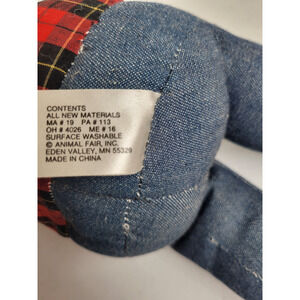 CONTENTS
ALL NEW MATERIALS
MA # 19 PA # 113
OH # 4026 ME # 16
SURFACE WASHABLE
© ANIMAL FAIR, INC.
EDEN VALLEY, MN 55329
MADE IN CHINA